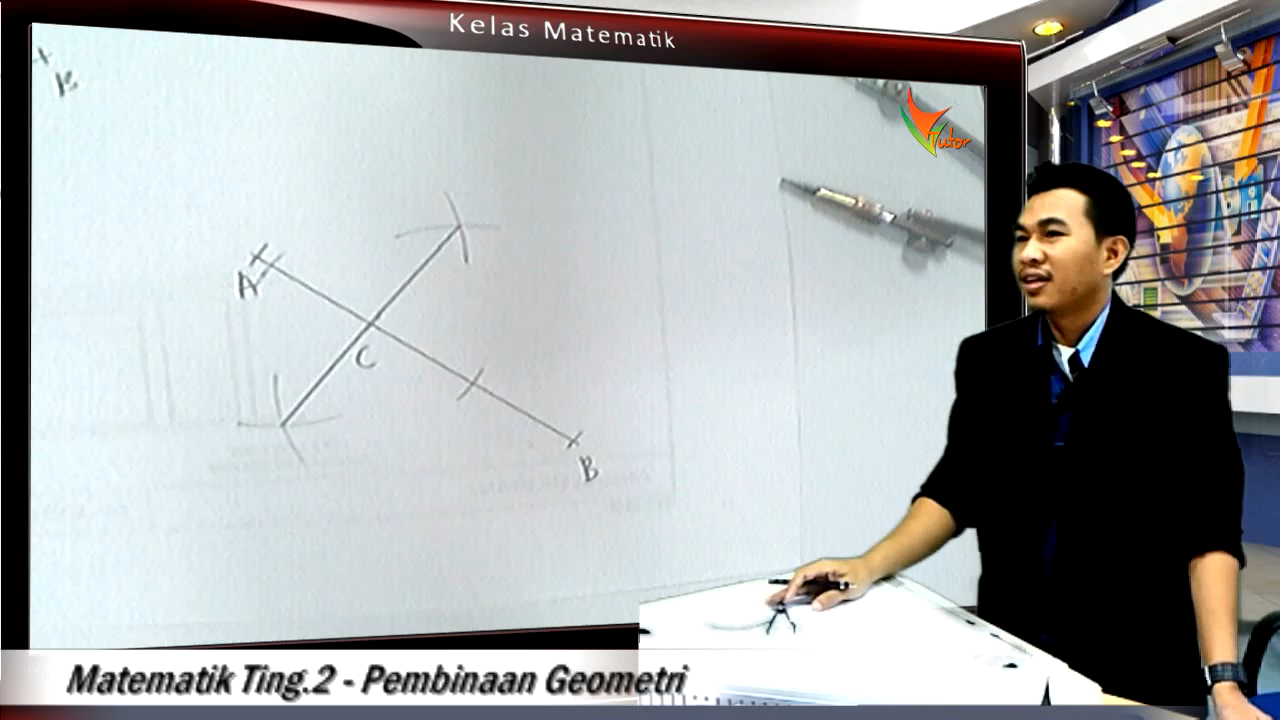 Kelas Matematik
Tutor
A
C
B
Matematik Ting.2 - Pembinaan Geometri